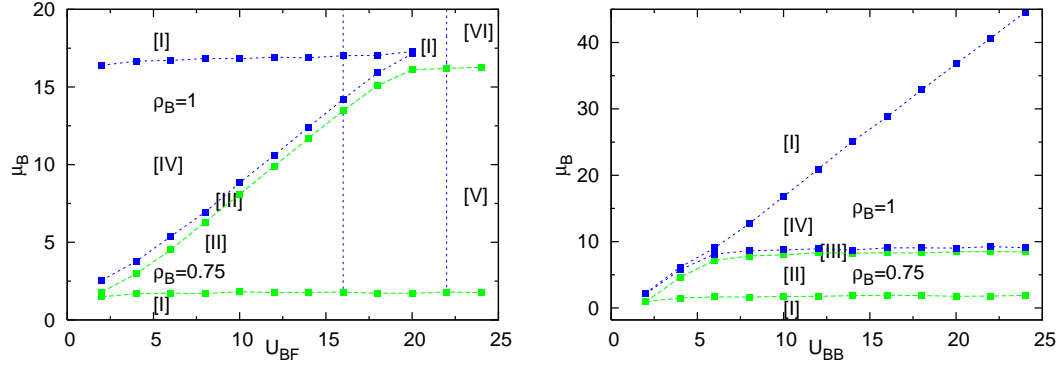 25
20
15
10
5
0
μB
[I]
[VI]
[I]
ρB=1
[IV]
[III]
[II]
[V]
ρB=0.75
[I]
0 5 10 15 20 25
UBF
40
30
20
10
0
μB
[I]
ρB=1
[IV]
[III]
[II]
ρB=0.75
[I]
0 5 10 15 20 25
UBB